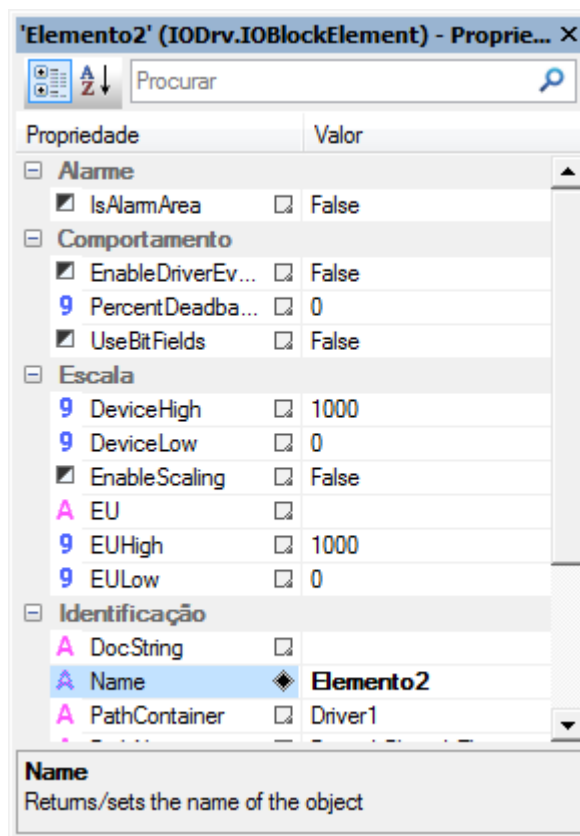 'Elemento2' (IODrv.IOBlockElement) - Proprie...
Procurar
Propriedade Valor
Alarme
IsAlarmArea False
Comportamento
EnableDriverEv... False
PercentDeadba... 0
UseBitFields False
Escala
DeviceHigh 1000
DeviceLow 0
EnableScaling False
EU
EUHigh 1000
EULow 0
Identificação
DocString
Name Elemento2
PathContainer Driver1
Name
Returns/sets the name of the object